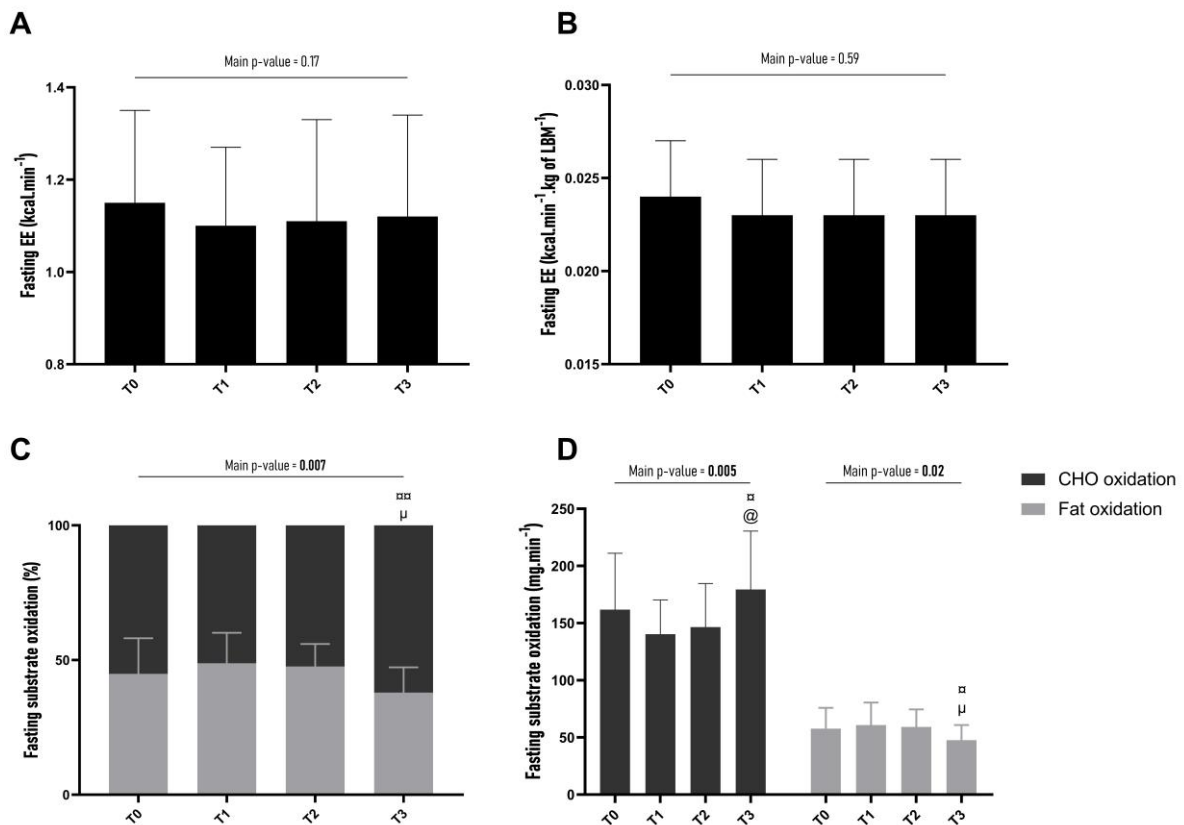 A
Main p-value = 0.17
Fasting EE (kcal.min⁻¹)
1.4
1.2
1.0
0.8
T0 T1 T2 T3
B
Main p-value = 0.59
Fasting EE (kcal.min⁻¹.kg of LBM⁻¹)
0.030
0.025
0.020
0.015
T0 T1 T2 T3
C
Main p-value = 0.007
¤¤
µ
Fasting substrate oxidation (%)
100
50
0
T0 T1 T2 T3
D
Main p-value = 0.005
Main p-value = 0.02
¤
@
¤
µ
Fasting substrate oxidation (mg.min⁻¹)
250
200
150
100
50
0
T0 T1 T2 T3 T0 T1 T2 T3
CHO oxidation
Fat oxidation